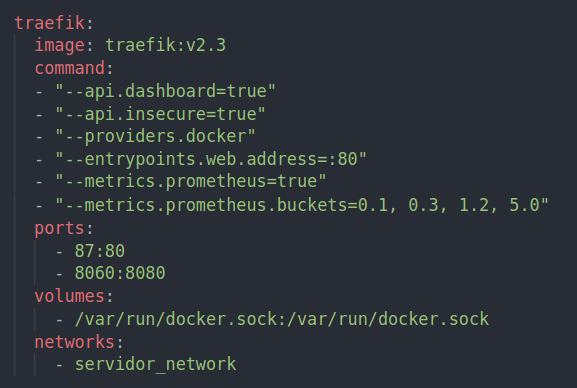 traefik:
image: traefik:v2.3
command:
- "--api.dashboard=true"
- "--api.insecure=true"
- "--providers.docker"
- "--entrypoints.web.address=:80"
- "--metrics.prometheus=true"
- "--metrics.prometheus.buckets=0.1, 0.3, 1.2, 5.0"
ports:
- 87:80
- 8060:8080
volumes:
- /var/run/docker.sock:/var/run/docker.sock
networks:
- servidor_network